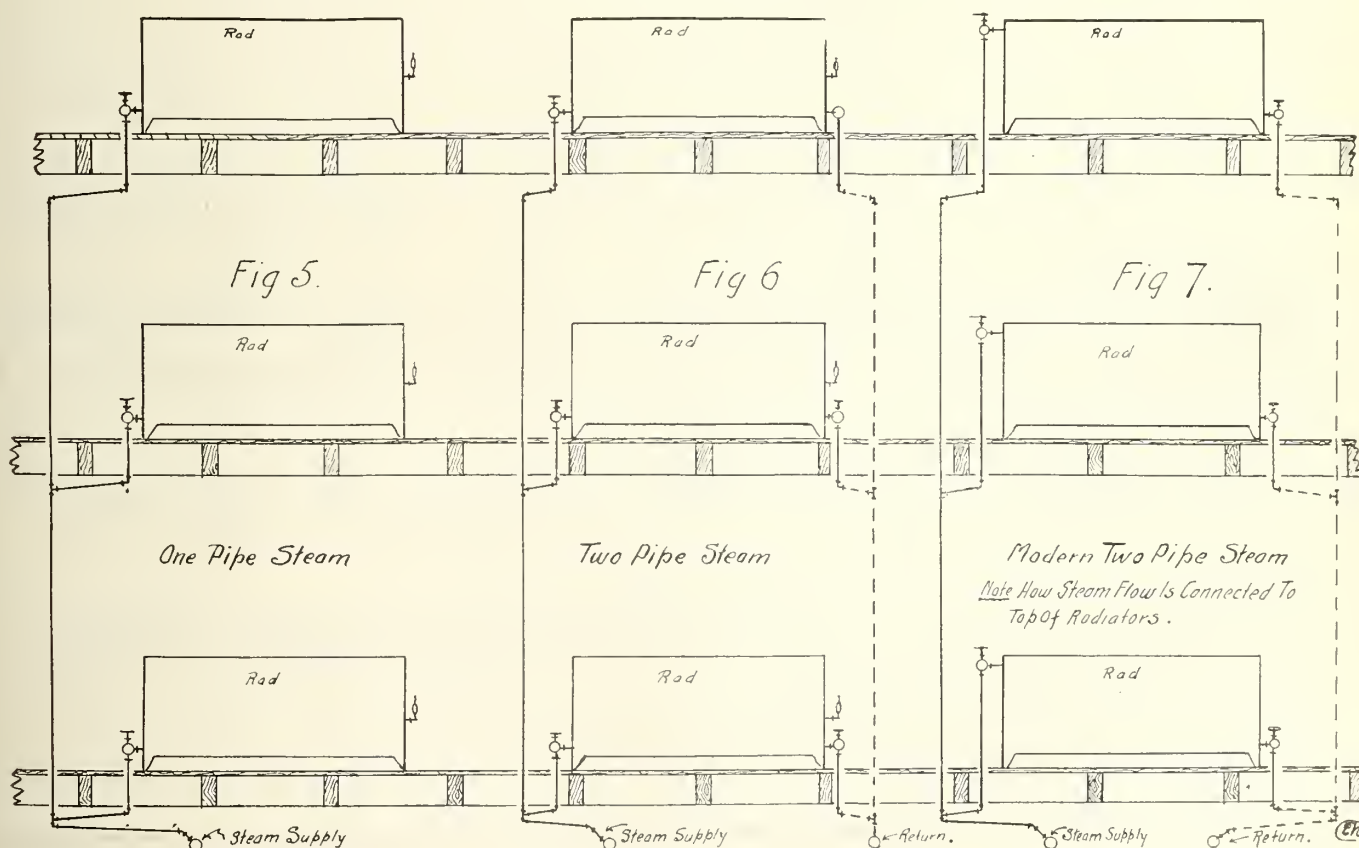 Rad
Rad
Rad
Fig 5.
Fig 6
Fig 7.
Rad
Rad
Rad
One Pipe Steam
Two Pipe Steam
Modern Two Pipe Steam
Note How Steam Flow Is Connected To
Top Of Radiators.
Rad
Rad
Rad
Steam Supply
Steam Supply
Return.
Steam Supply
Return.